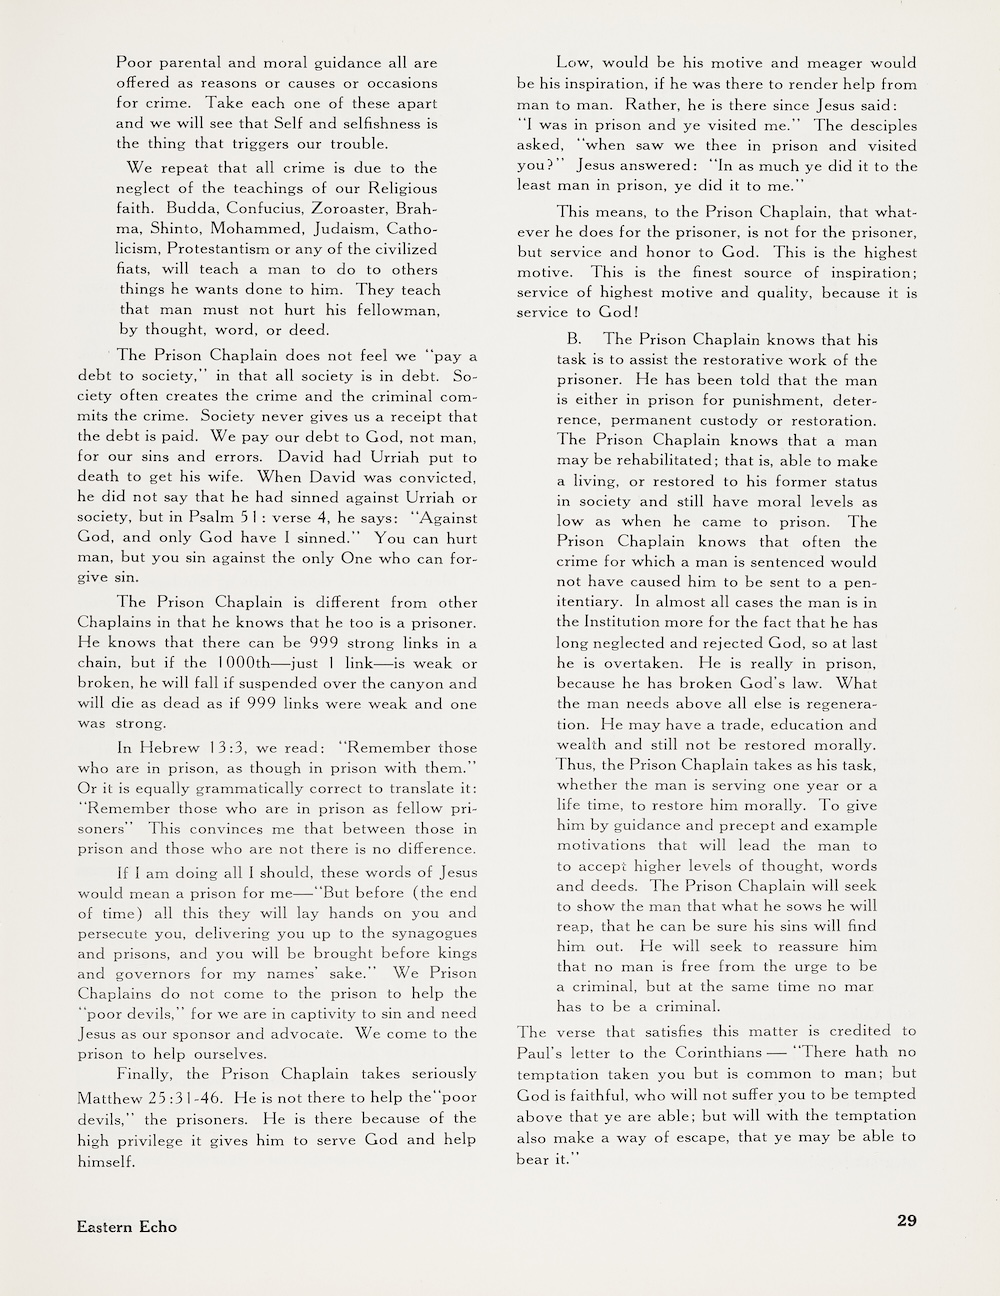 Poor parental and moral guidance all are
offered as reasons or causes or occasions
for crime. Take each one of these apart
and we will see that Self and selfishness is
the thing that triggers our trouble.
We repeat that all crime is due to the
neglect of the teachings of our Religious
faith. Budda, Confucius, Zoroaster, Brah-
ma, Shinto, Mohammed, Judaism, Catho-
licism, Protestantism or any of the civilized
fiats, will teach a man to do to others
things he wants done to him. They teach
that man must not hurt his fellowman,
by thought, word, or deed.
The Prison Chaplain does not feel we "pay a
debt to society," in that all society is in debt. So-
ciety often creates the crime and the criminal com-
mits the crime. Society never gives us a receipt that
the debt is paid. We pay our debt to God, not man,
for our sins and errors. David had Urriah put to
death to get his wife. When David was convicted,
he did not say that he had sinned against Urriah or
society, but in Psalm 51: verse 4, he says: "Against
God, and only God have I sinned." You can hurt
man, but you sin against the only One who can for-
give sin.
The Prison Chaplain is different from other
Chaplains in that he knows that he too is a prisoner.
He knows that there can be 999 strong links in a
chain, but if the 1000th—just 1 link—is weak or
broken, he will fall if suspended over the canyon and
will die as dead as if 999 links were weak and one
was strong.
In Hebrew 13:3, we read: "Remember those
who are in prison, as though in prison with them."
Or it is equally grammatically correct to translate it:
"Remember those who are in prison as fellow pri-
soners" This convinces me that between those in
prison and those who are not there is no difference.
If I am doing all I should, these words of Jesus
would mean a prison for me—"But before (the end
of time) all this they will lay hands on you and
persecute you, delivering you up to the synagogues
and prisons, and you will be brought before kings
and governors for my names' sake." We Prison
Chaplains do not come to the prison to help the
"poor devils," for we are in captivity to sin and need
Jesus as our sponsor and advocate. We come to the
prison to help ourselves.
Finally, the Prison Chaplain takes seriously
Matthew 25:31-46. He is not there to help the "poor
devils," the prisoners. He is there because of the
high privilege it gives him to serve God and help
himself.
Low, would be his motive and meager would
be his inspiration, if he was there to render help from
man to man. Rather, he is there since Jesus said:
"I was in prison and ye visited me." The desciples
asked, "when saw we thee in prison and visited
you?" Jesus answered: "In as much ye did it to the
least man in prison, ye did it to me."
This means, to the Prison Chaplain, that what-
ever he does for the prisoner, is not for the prisoner,
but service and honor to God. This is the highest
motive. This is the finest source of inspiration;
service of highest motive and quality, because it is
service to God!
B. The Prison Chaplain knows that his
task is to assist the restorative work of the
prisoner. He has been told that the man
is either in prison for punishment, deter-
rence, permanent custody or restoration.
The Prison Chaplain knows that a man
may be rehabilitated; that is, able to make
a living, or restored to his former status
in society and still have moral levels as
low as when he came to prison. The
Prison Chaplain knows that often the
crime for which a man is sentenced would
not have caused him to be sent to a pen-
itentiary. In almost all cases the man is in
the Institution more for the fact that he has
long neglected and rejected God, so at last
he is overtaken. He is really in prison,
because he has broken God's law. What
the man needs above all else is regenera-
tion. He may have a trade, education and
wealth and still not be restored morally.
Thus, the Prison Chaplain takes as his task,
whether the man is serving one year or a
life time, to restore him morally. To give
him by guidance and precept and example
motivations that will lead the man to
to accept higher levels of thought, words
and deeds. The Prison Chaplain will seek
to show the man that what he sows he will
reap, that he can be sure his sins will find
him out. He will seek to reassure him
that no man is free from the urge to be
a criminal, but at the same time no mar
has to be a criminal.
The verse that satisfies this matter is credited to
Paul's letter to the Corinthians — "There hath no
temptation taken you but is common to man; but
God is faithful, who will not suffer you to be tempted
above that ye are able; but will with the temptation
also make a way of escape, that ye may be able to
bear it."
Eastern Echo
29